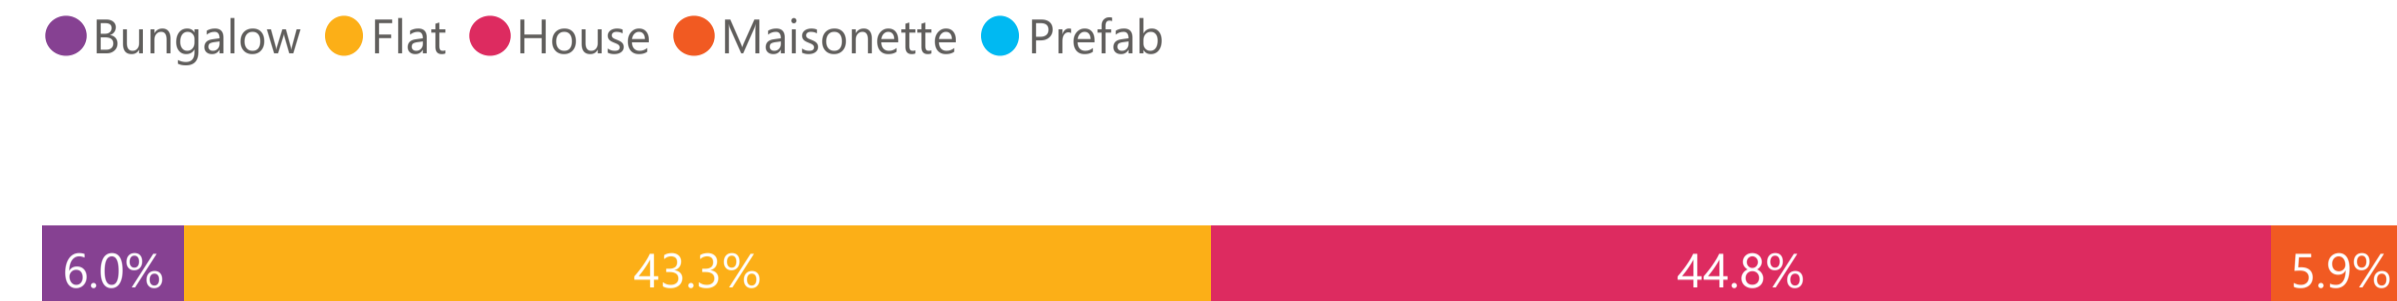 Bungalow Flat House Maisonette Prefab
6.0% 43.3% 44.8% 5.9%